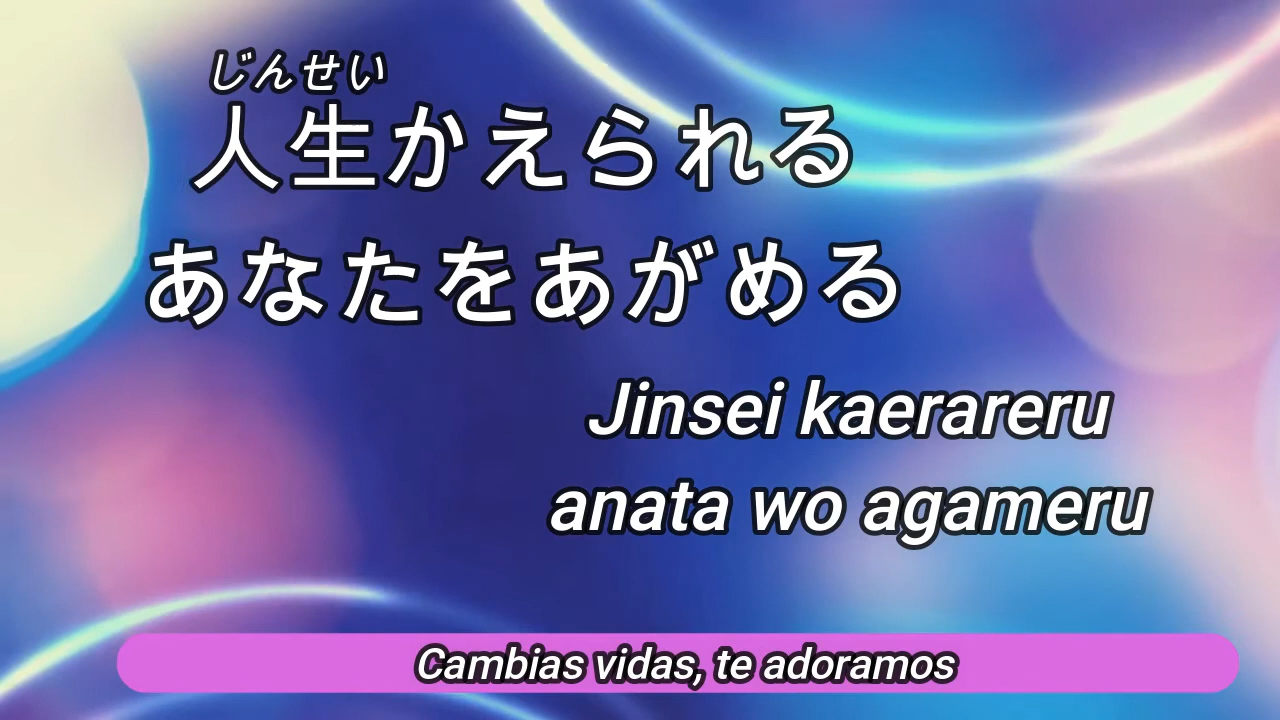 じんせい
人生かえられる
あなたをあがめる
Jinsei kaerareru
anata wo agameru
Cambias vidas, te adoramos